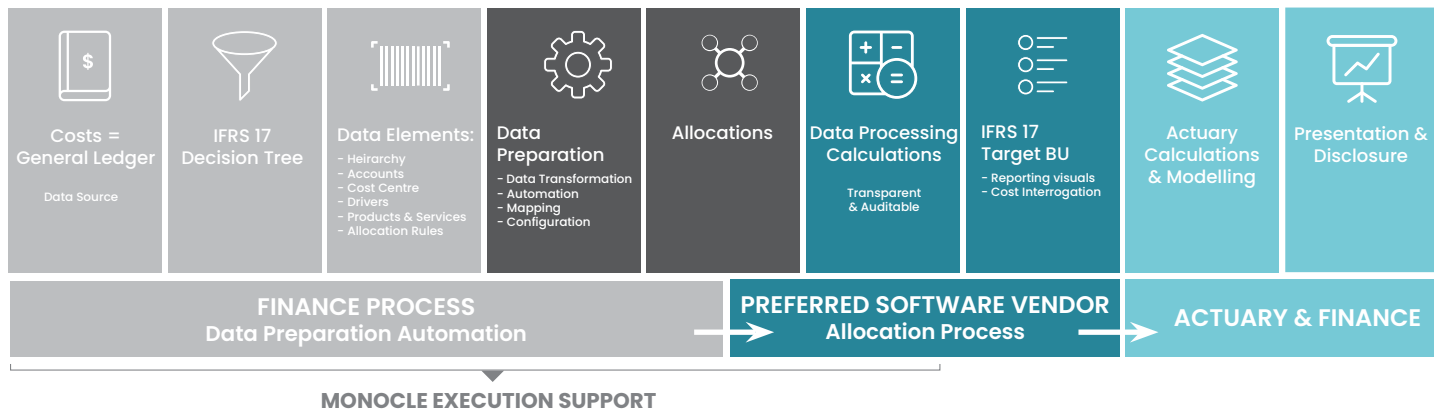 $
Costs =
General Ledger
Data Source
IFRS 17
Decision Tree
Data Elements:
- Heirarchy
- Accounts
- Cost Centre
- Drivers
- Products & Services
- Allocation Rules
Data
Preparation
- Data Transformation
- Automation
- Mapping
- Configuration
Allocations
Data Processing
Calculations
Transparent
& Auditable
IFRS 17
Target BU
- Reporting visuals
- Cost Interrogation
Actuary
Calculations
& Modelling
Presentation &
Disclosure
FINANCE PROCESS
Data Preparation Automation
PREFERRED SOFTWARE VENDOR
Allocation Process
ACTUARY & FINANCE
MONOCLE EXECUTION SUPPORT